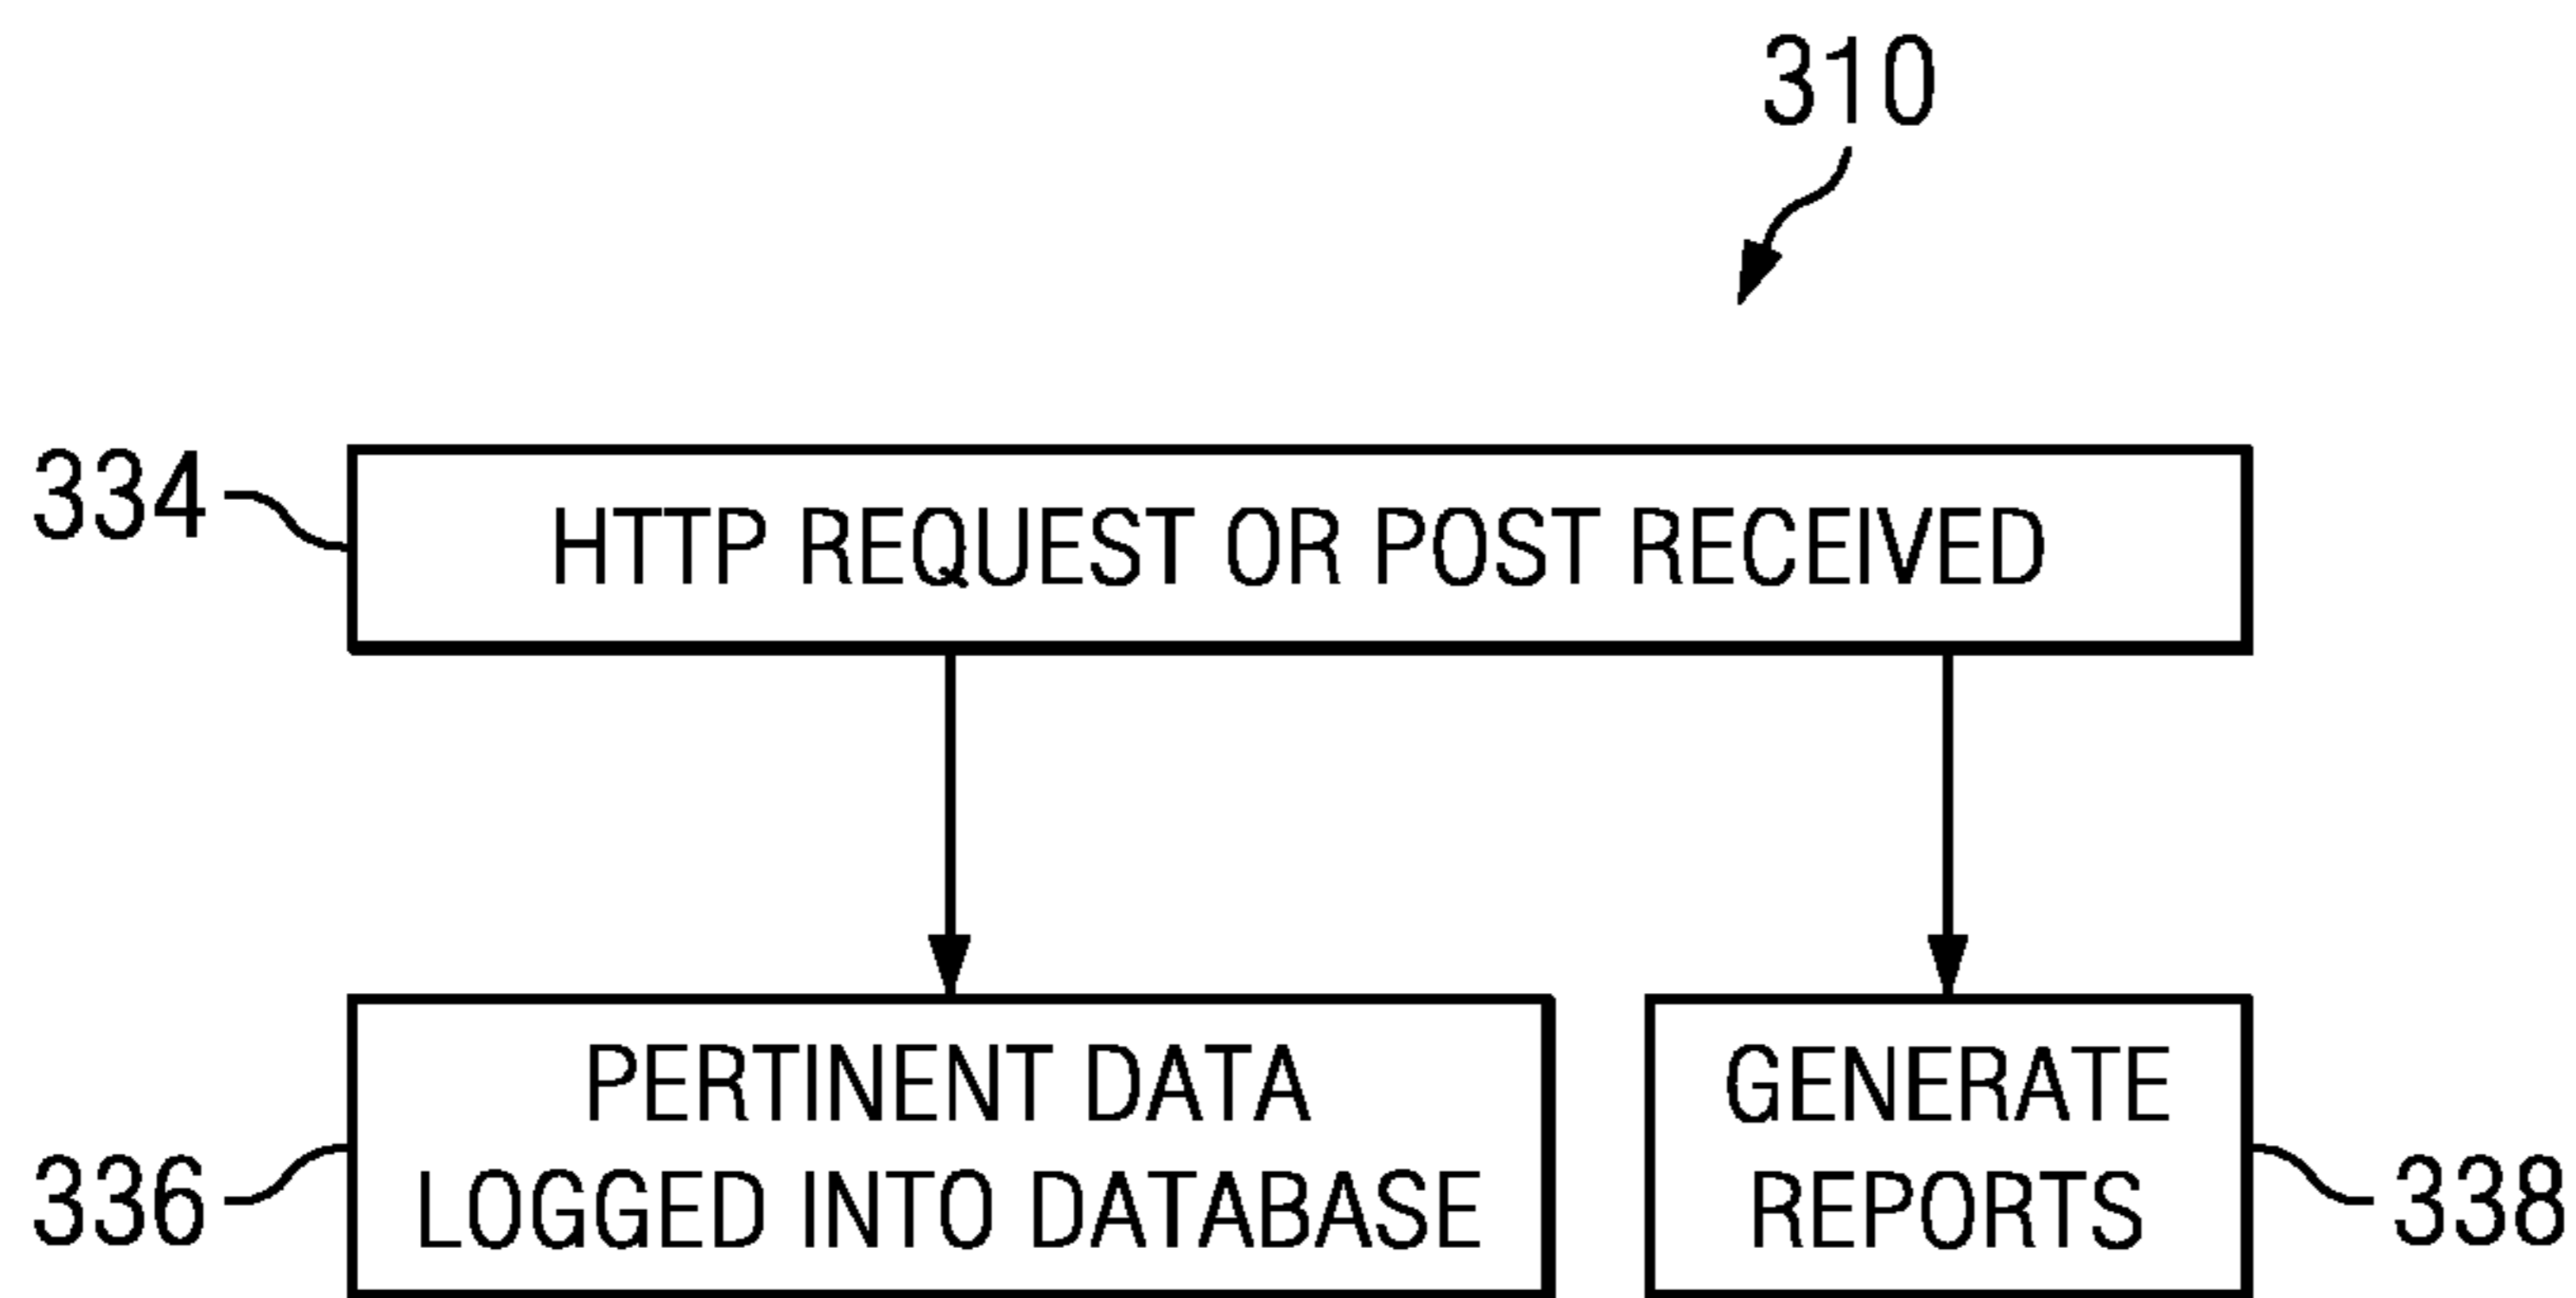 310
334
HTTP REQUEST OR POST RECEIVED
336
PERTINENT DATA
LOGGED INTO DATABASE
GENERATE
REPORTS
338